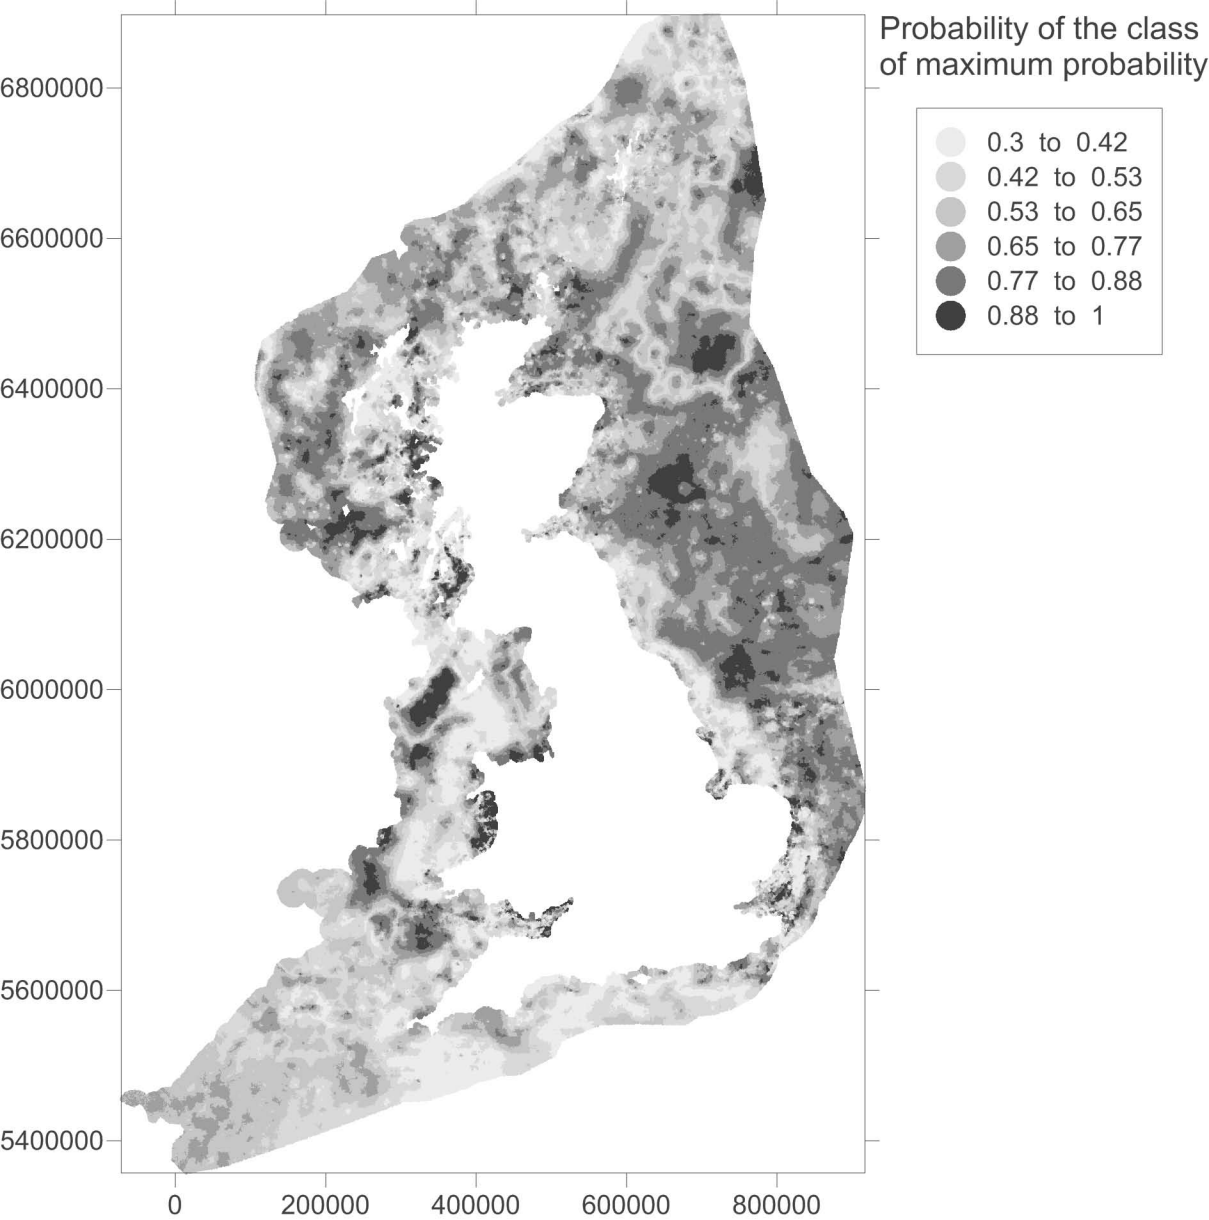 Probability of the class
of maximum probability
0.3 to 0.42
0.42 to 0.53
0.53 to 0.65
0.65 to 0.77
0.77 to 0.88
0.88 to 1
6800000
6600000
6400000
6200000
6000000
5800000
5600000
5400000
0 200000 400000 600000 800000